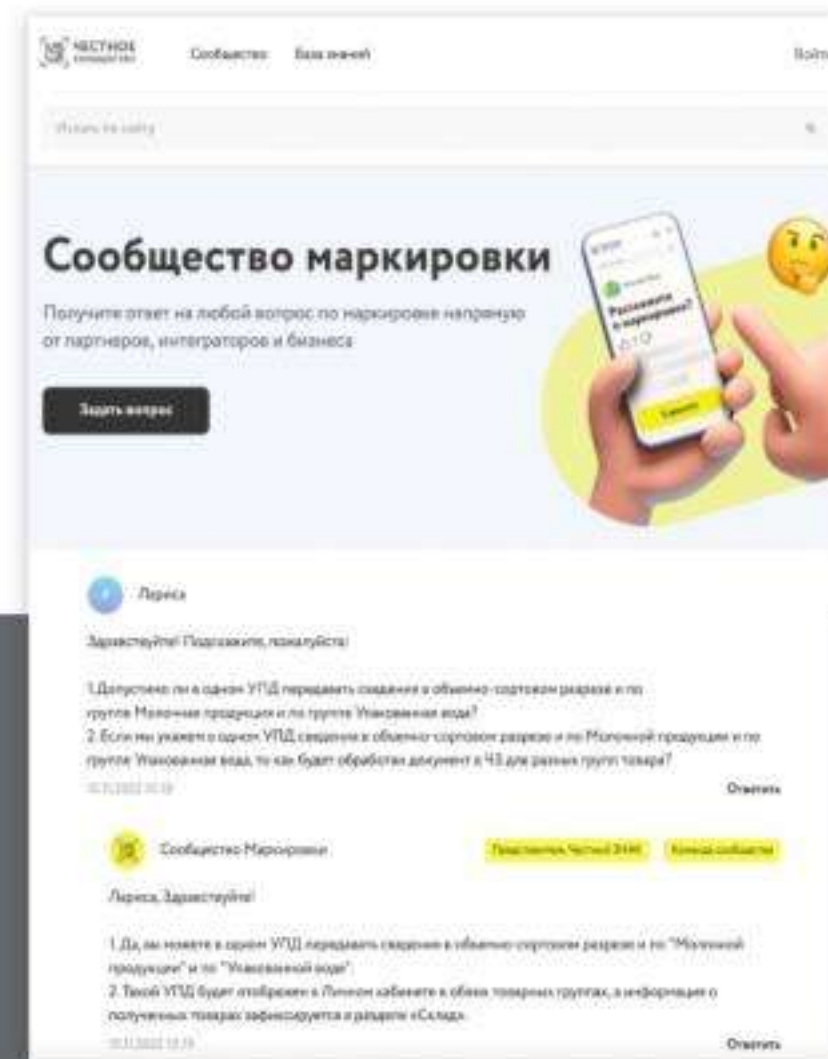 ЧЕСТНОЕ
Сообщество База знаний Войти
Искать по сайту
Сообщество маркировки
Получите ответ на любой вопрос по маркировке напрямую
от партнеров, интеграторов и бизнеса
Расскажите
о маркировке?
Задать вопрос
Лариса
Здравствуйте! Подскажите, пожалуйста!
1.Допустимо ли в одном УПД передавать сведения в объемно-сортовом разрезе и по
группе Молочная продукция и по группе Упакованная вода?
2. Если мы укажем в одном УПД сведения в объемно-сортовом разрезе и по Молочной продукции и по
группе Упакованная вода, то как будет обработан документ в ЧЗ для разных групп товара?
Ответить
Сообщество Маркировки Представитель Честный ЗНАК Команда сообщества
Лариса, Здравствуйте!
1. Да, вы можете в одном УПД передавать сведения в объемно-сортовом разрезе и по "Молочной
продукции" и по "Упакованной воде".
2. Такой УПД будет отображен в Личном кабинете в обеих товарных группах, а информация о
полученных товарах зафиксируется в разделе «Склад».
Ответить